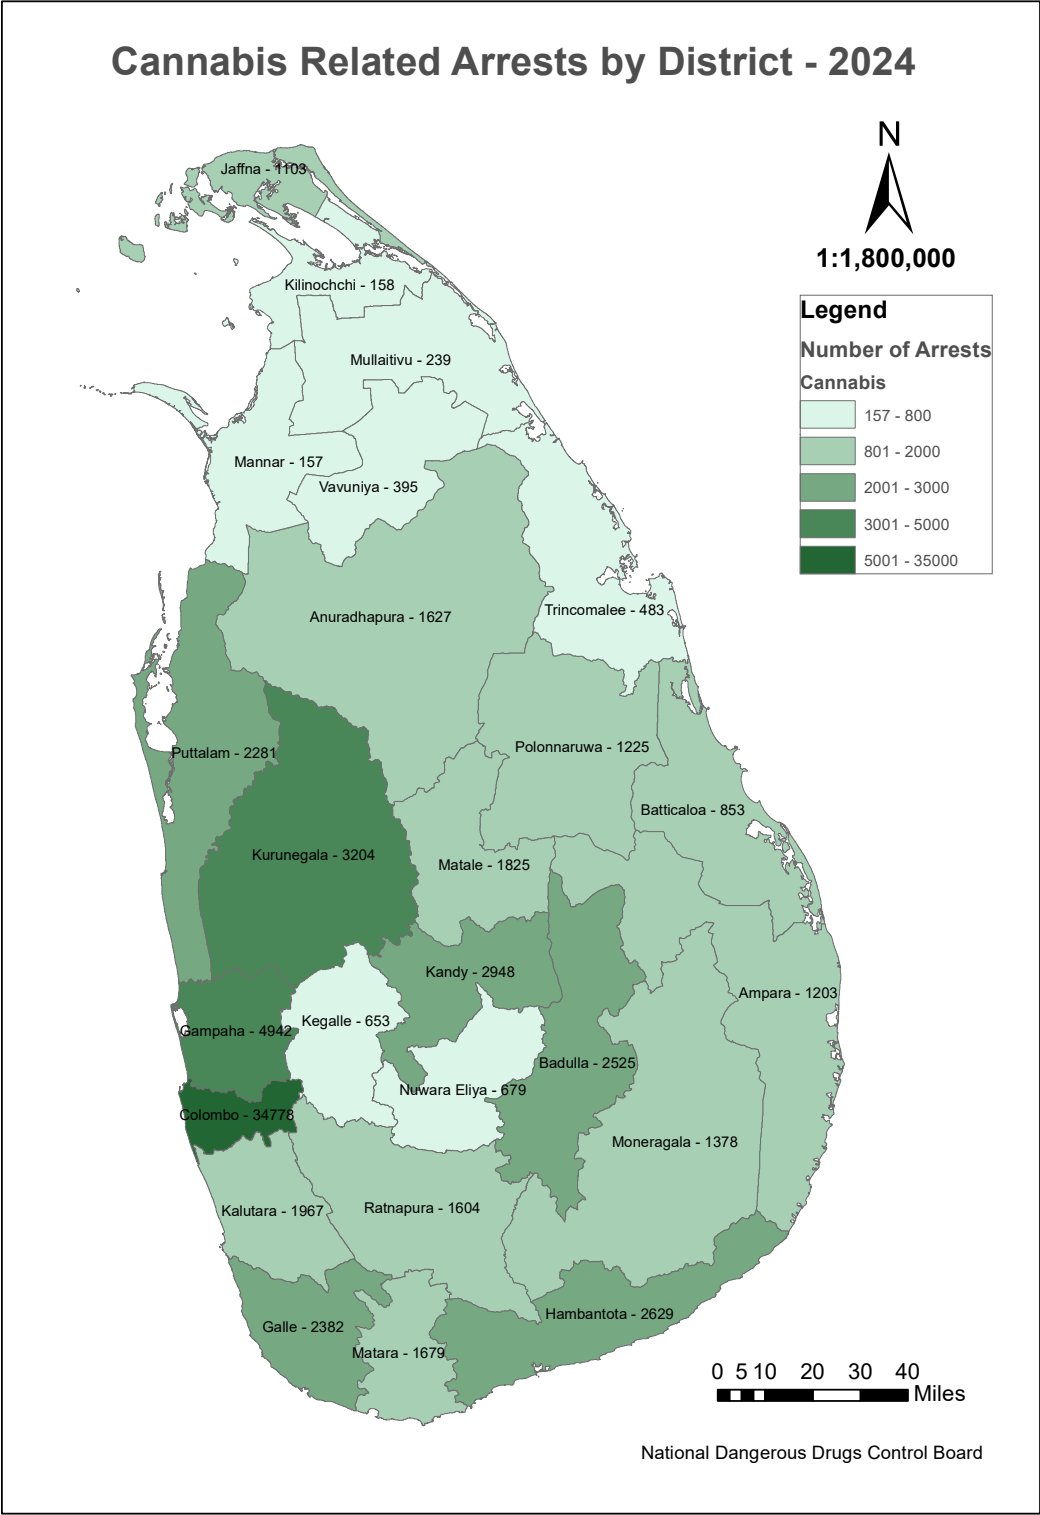 Cannabis Related Arrests by District - 2024
N
1:1,800,000
Legend
Number of Arrests
Cannabis
157 - 800
801 - 2000
2001 - 3000
3001 - 5000
5001 - 35000
Jaffna - 1103
Kilinochchi - 158
Mullaitivu - 239
Mannar - 157
Vavuniya - 395
Anuradhapura - 1627
Trincomalee - 483
Puttalam - 2281
Polonnaruwa - 1225
Batticaloa - 853
Kurunegala - 3204
Matale - 1825
Kandy - 2948
Ampara - 1203
Kegalle - 653
Gampaha - 4942
Badulla - 2525
Nuwara Eliya - 679
Colombo - 34778
Moneragala - 1378
Ratnapura - 1604
Kalutara - 1967
Hambantota - 2629
Galle - 2382
Matara - 1679
0 5 10 20 30 40
Miles
National Dangerous Drugs Control Board